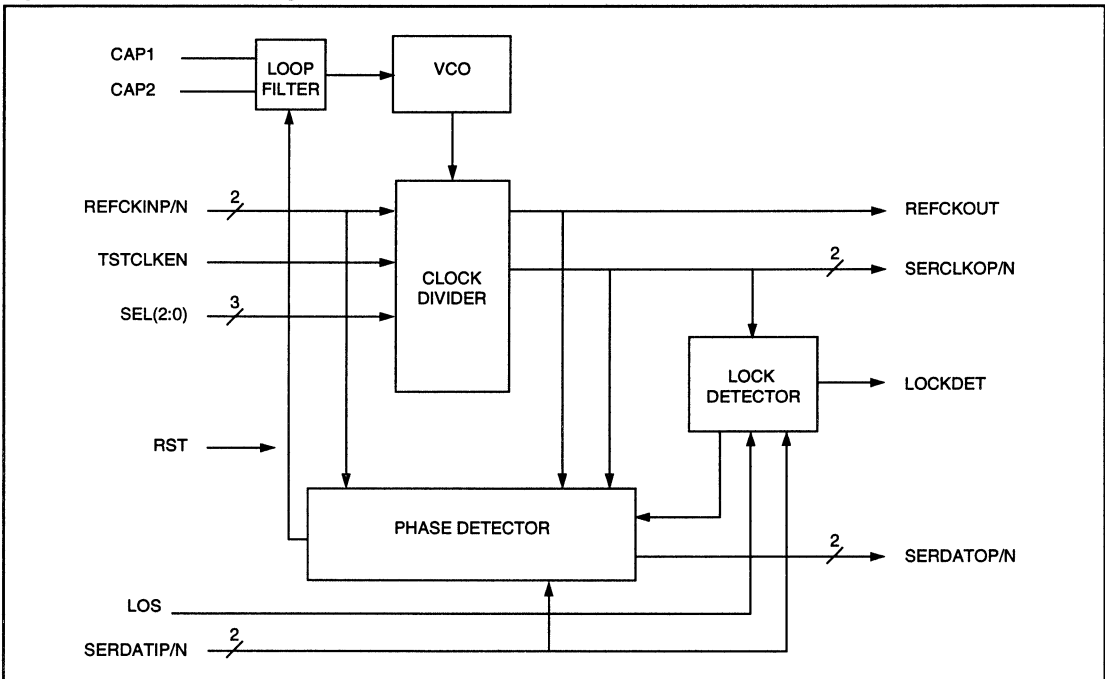 CAP1
CAP2
LOOP
FILTER
VCO
REFCKINP/N
2
TSTCLKEN
SEL(2:0)
3
CLOCK
DIVIDER
REFCKOUT
2
SERCLKOP/N
LOCK
DETECTOR
LOCKDET
RST
PHASE DETECTOR
2
SERDATOP/N
LOS
SERDATIP/N
2